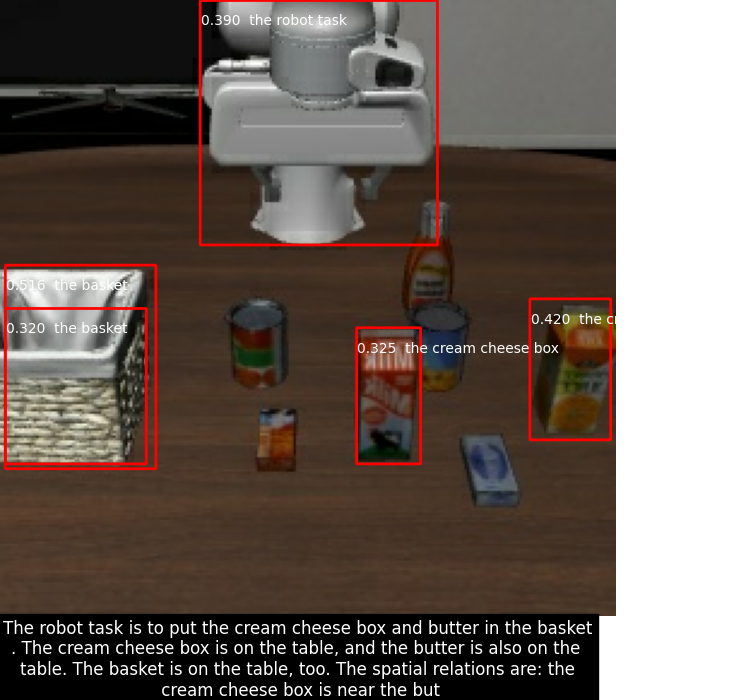 0.390 the robot task
0.516 the basket
0.320 the basket
0.420 the cr
0.325 the cream cheese box
Milk
The robot task is to put the cream cheese box and butter in the basket
. The cream cheese box is on the table, and the butter is also on the
table. The basket is on the table, too. The spatial relations are: the
cream cheese box is near the but